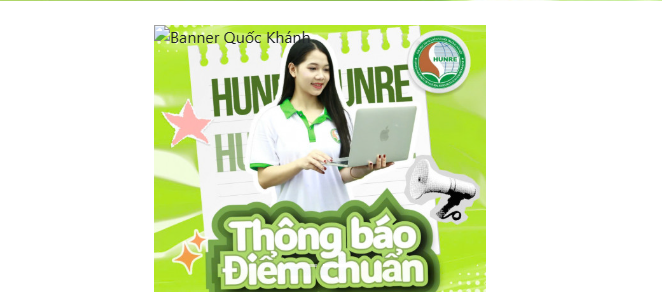 Banner Quốc Khánh
HUNRE HUNRE
HUNRE
Thông báo
Điểm chuẩn